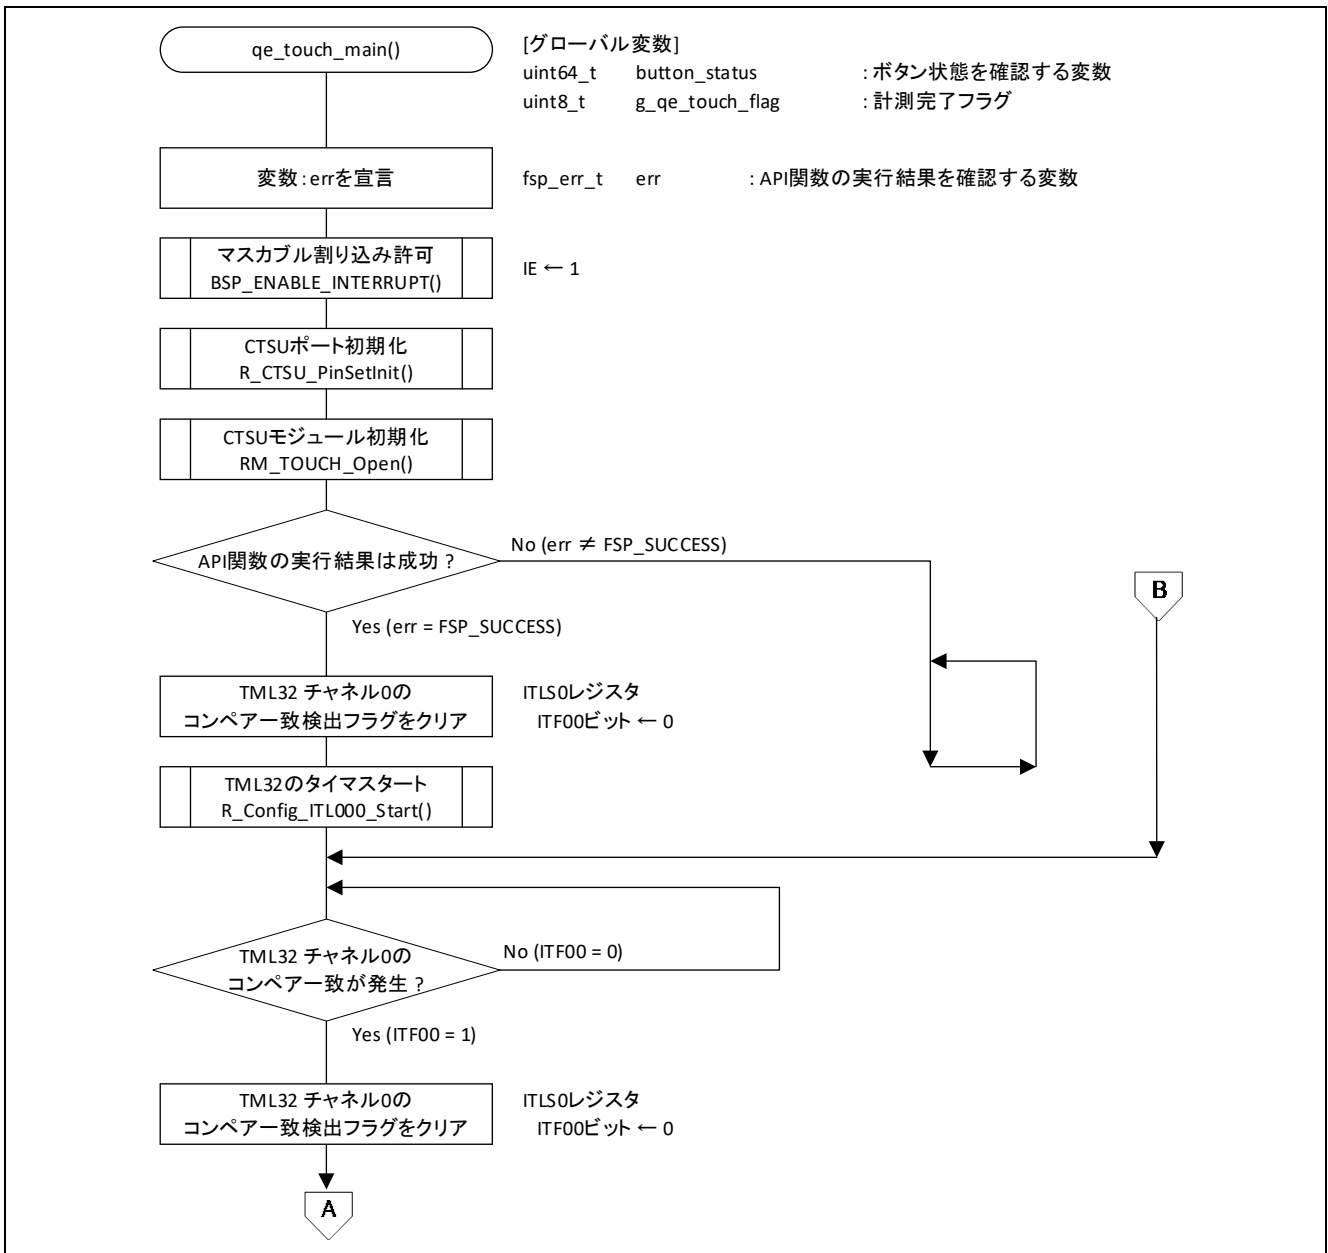 qe_touch_main()
[グローバル変数]
uint64_t button_status : ボタン状態を確認する変数
uint8_t g_qe_touch_flag : 計測完了フラグ
変数：errを宣言
fsp_err_t err : API関数の実行結果を確認する変数
マスカブル割り込み許可
BSP_ENABLE_INTERRUPT()
IE ← 1
CTSUポート初期化
R_CTSU_PinSetInit()
CTSUモジュール初期化
RM_TOUCH_Open()
API関数の実行結果は成功？
No (err ≠ FSP_SUCCESS)
B
Yes (err = FSP_SUCCESS)
TML32 チャネル0の
コンペアー致検出フラグをクリア
ITLS0レジスタ
ITF00ビット ← 0
TML32のタイマスタート
R_Config_ITL000_Start()
TML32 チャネル0の
コンペアー致が発生？
No (ITF00 = 0)
Yes (ITF00 = 1)
TML32 チャネル0の
コンペアー致検出フラグをクリア
ITLS0レジスタ
ITF00ビット ← 0
A